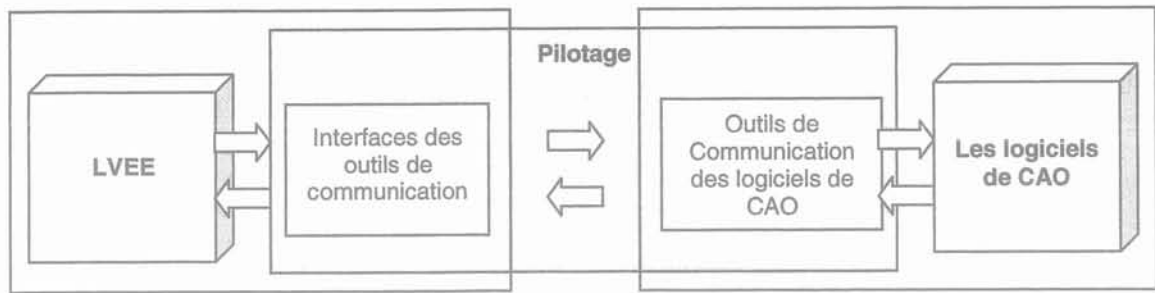 Pilotage
LVEE
Interfaces des
outils de
communication
Outils de
Communication
des logiciels de
CAO
Les logiciels
de CAO